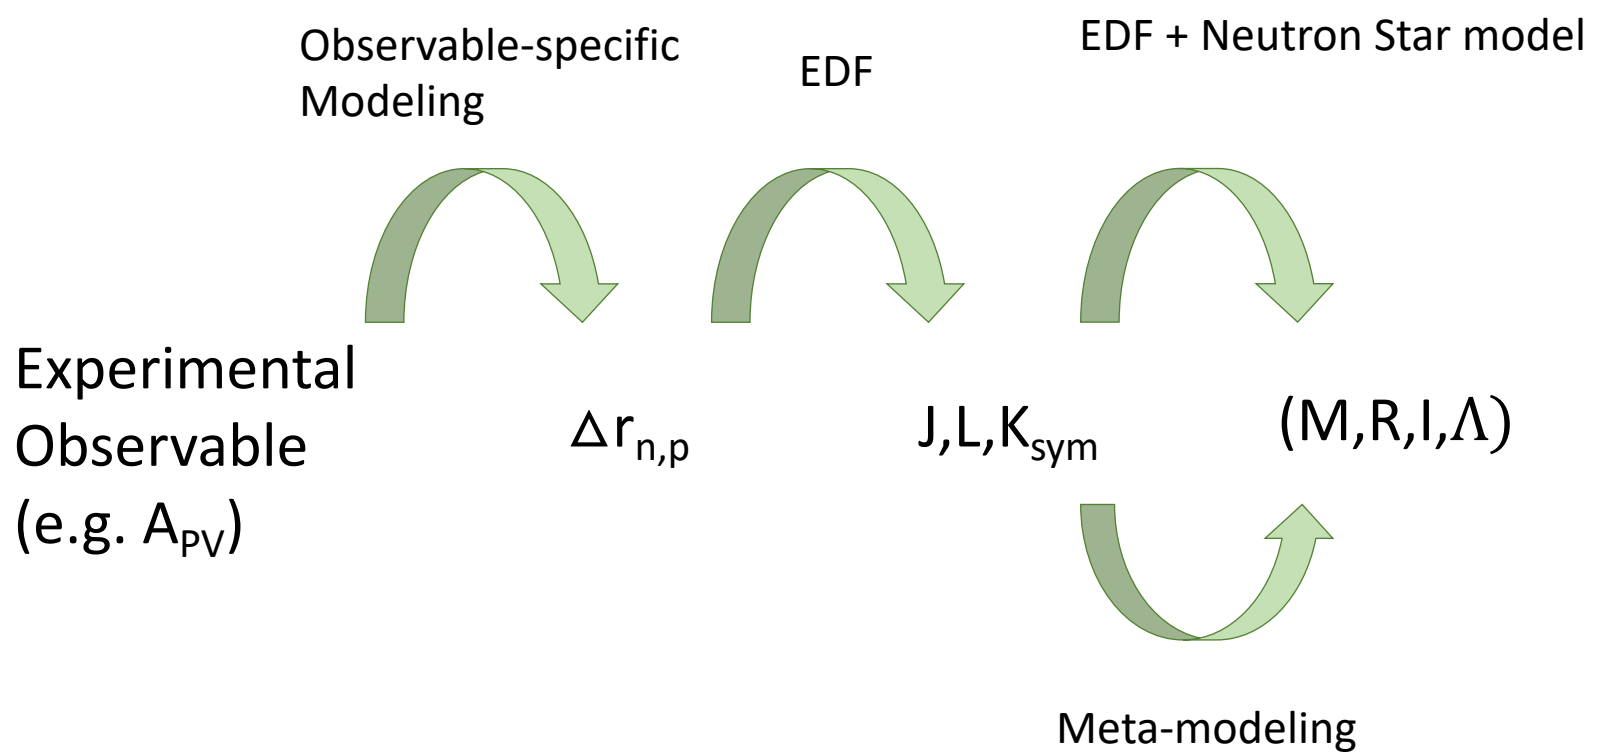 Observable-specific
Modeling
EDF
EDF + Neutron Star model
Experimental
Observable
(e.g. A_PV)
Δr_n,p
J,L,K_sym
(M,R,I,Λ)
Meta-modeling